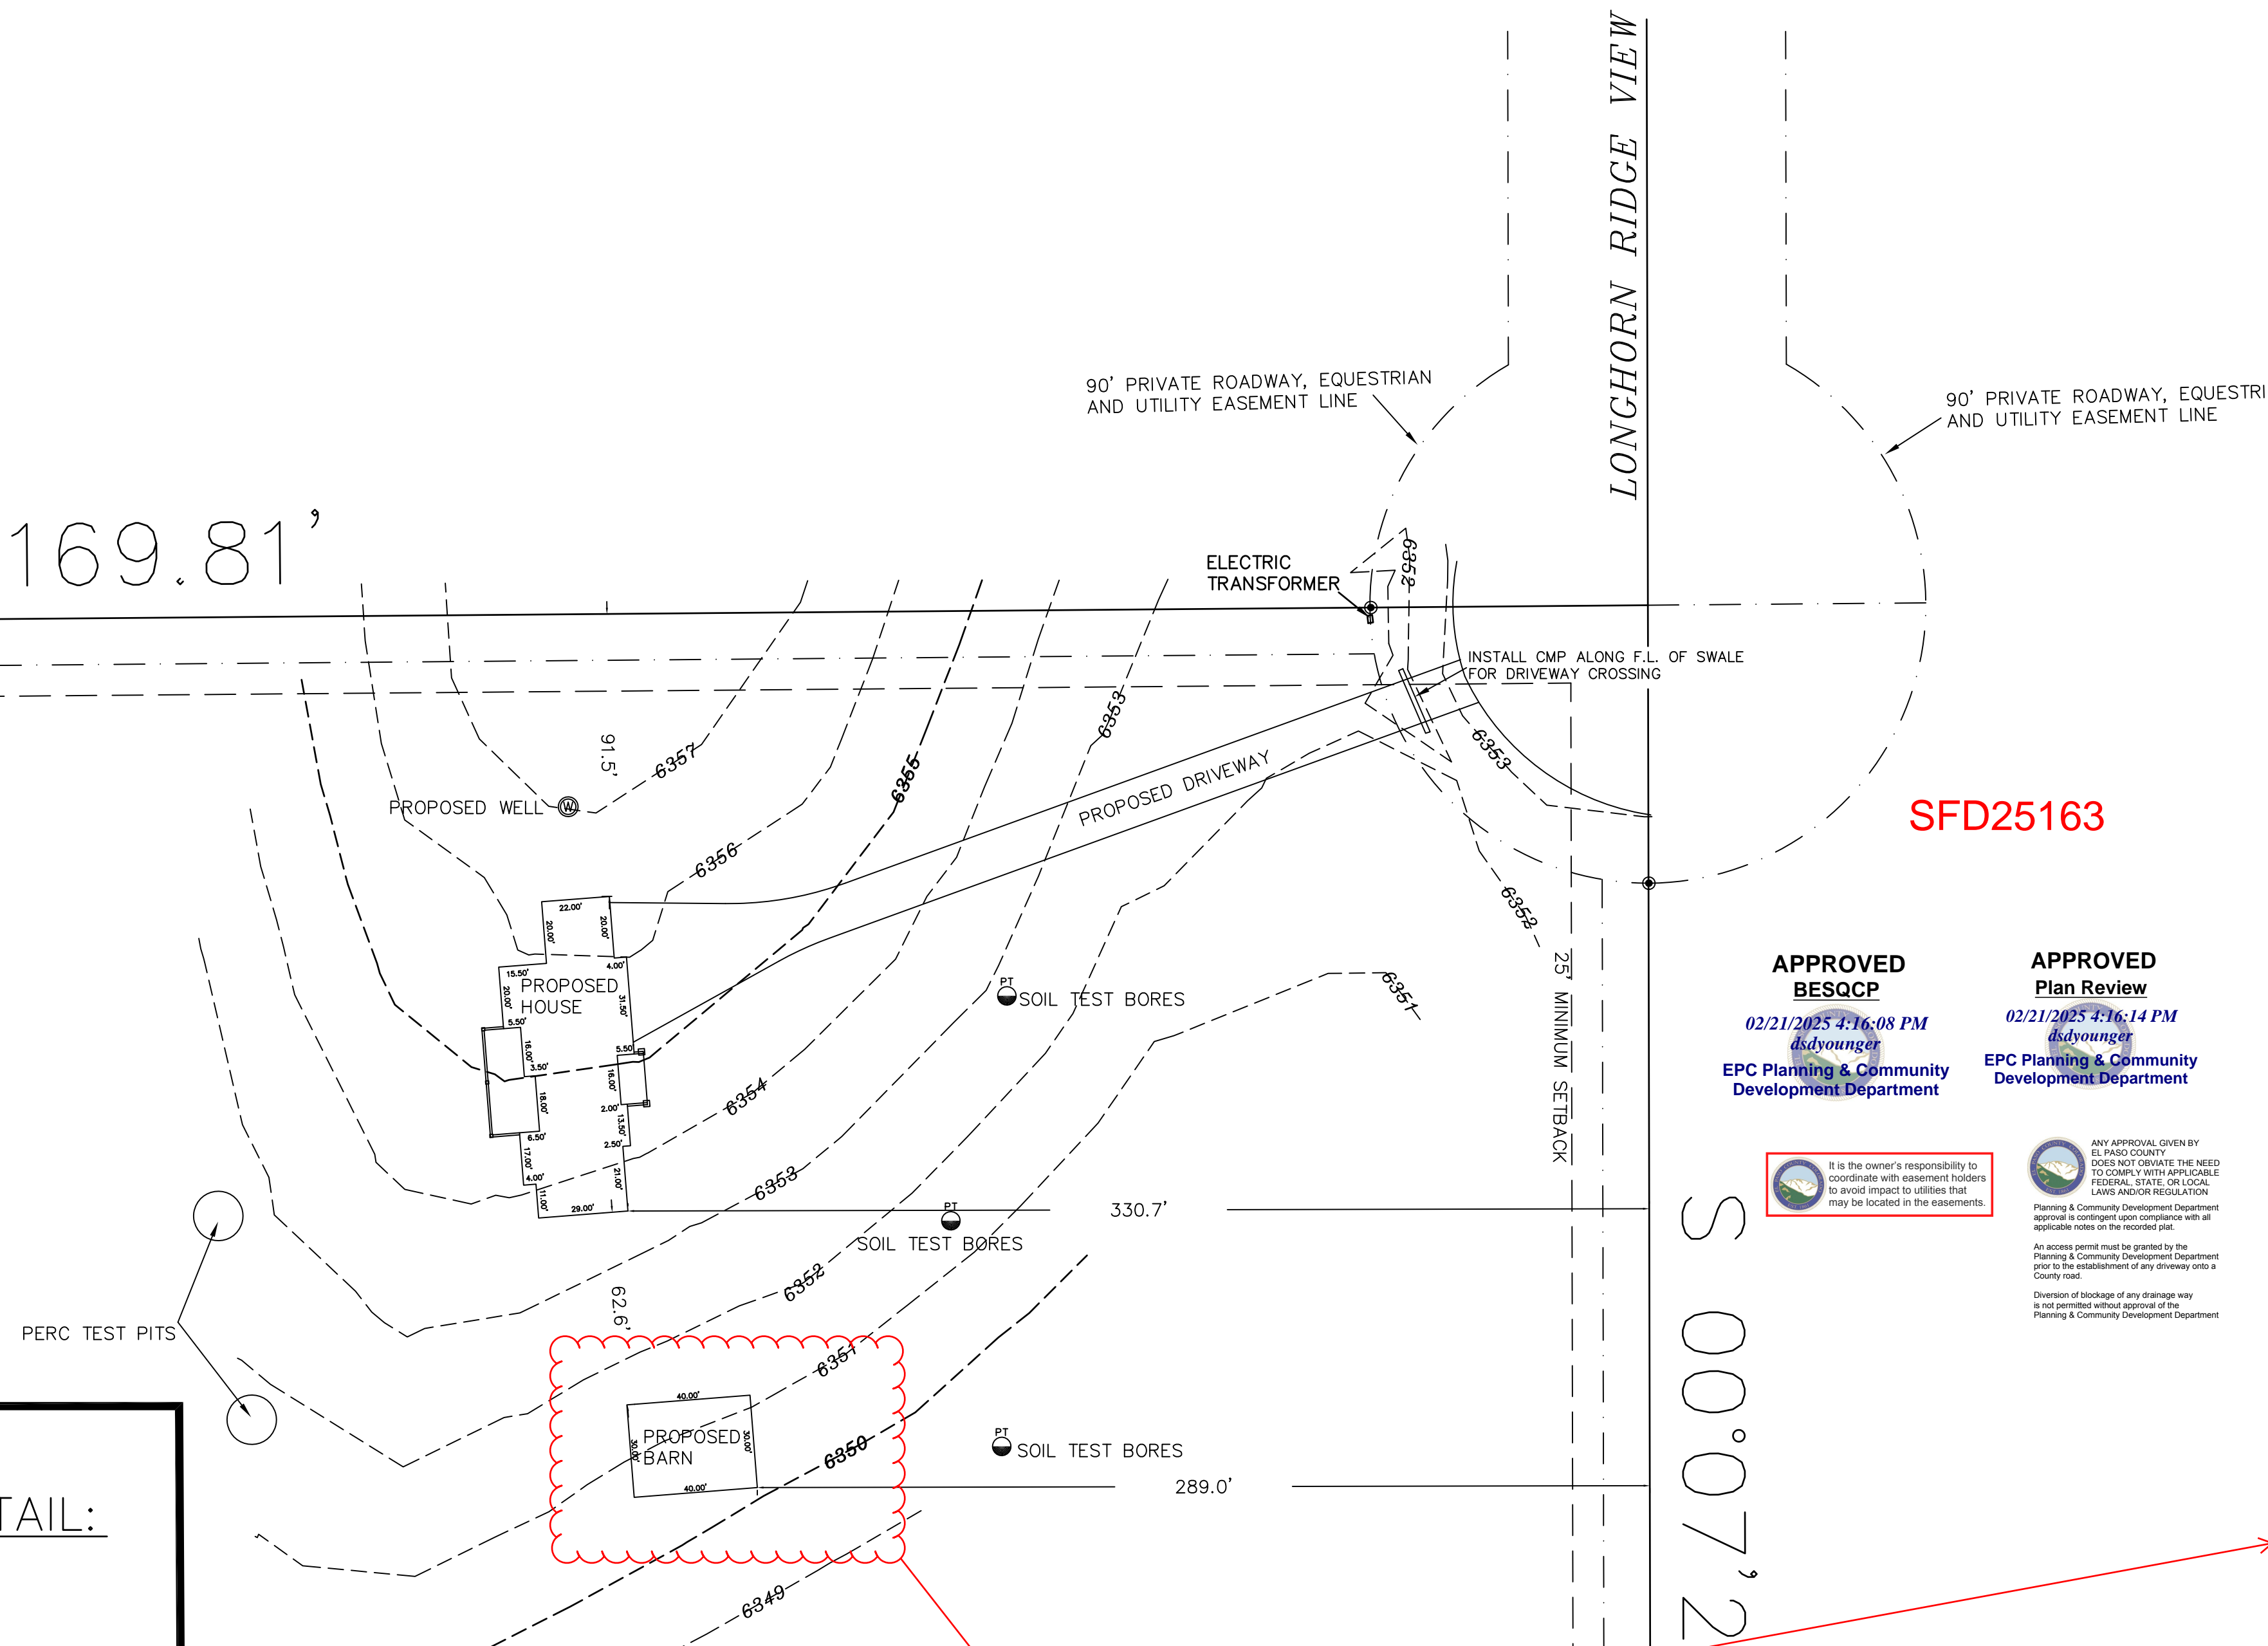 LONGHORN RIDGE VIEW
90' PRIVATE ROADWAY, EQUESTRIAN
AND UTILITY EASEMENT LINE
90' PRIVATE ROADWAY, EQUESTRI
AND UTILITY EASEMENT LINE
169.81'
ELECTRIC
TRANSFORMER
6352
INSTALL CMP ALONG F.L. OF SWALE
FOR DRIVEWAY CROSSING
6353
6353
91.5'
6357
6355
PROPOSED DRIVEWAY
PROPOSED WELL
W
SFD25163
6356
6352
22.00'
20.00'
20.00'
15.50'
4.00'
PROPOSED
HOUSE
20.00'
31.50'
5.50'
16.00'
3.50'
5.50'
16.00'
18.00'
2.00'
13.50'
6.50'
2.50'
17.00'
4.00'
21.00'
11.00'
29.00'
PT
SOIL TEST BORES
6351
25' MINIMUM SETBACK
APPROVED
BESQCP
02/21/2025 4:16:08 PM
dsdyounger
EPC Planning & Community
Development Department
APPROVED
Plan Review
02/21/2025 4:16:14 PM
dsdyounger
EPC Planning & Community
Development Department
6354
6353
It is the owner's responsibility to
coordinate with easement holders
to avoid impact to utilities that
may be located in the easements.
ANY APPROVAL GIVEN BY
EL PASO COUNTY
DOES NOT OBVIATE THE NEED
TO COMPLY WITH APPLICABLE
FEDERAL, STATE, OR LOCAL
LAWS AND/OR REGULATION
Planning & Community Development Department
approval is contingent upon compliance with all
applicable notes on the recorded plat.
An access permit must be granted by the
Planning & Community Development Department
prior to the establishment of any driveway onto a
County road.
Diversion of blockage of any drainage way
is not permitted without approval of the
Planning & Community Development Department
PT
SOIL TEST BORES
330.7'
S 00°07'2
6352
62.6'
PERC TEST PITS
6351
40.00'
PROPOSED
BARN
30.00'
30.00'
40.00'
6350
PT
SOIL TEST BORES
289.0'
TAIL:
6349